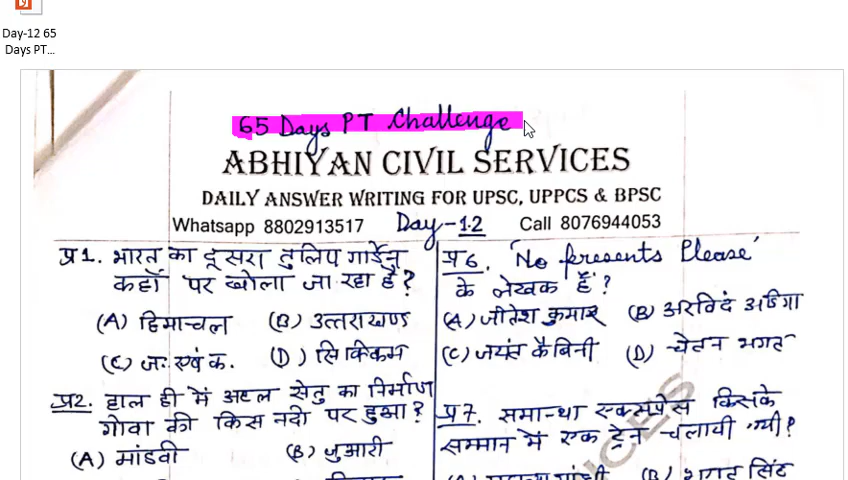 Day-12 65
Days PT...
65 Days PT Challenge
ABHIYAN CIVIL SERVICES
DAILY ANSWER WRITING FOR UPSC, UPPCS & BPSC
Whatsapp 8802913517 Day-12 Call 8076944053
प्र1. भारत का दूसरा तुलिप गार्डेन
कहाँ पर खोला जा रहा है?
(A) हिमाचल (B) उत्तराखण्ड
(C) ज. एवं क. (D) सिक्किम
प्र2. हाल ही में अटल सेतु का निर्माण
गोवा की किस नदी पर हुआ?
(A) मांडवी (B) जुआरी
प्र6. 'No Presents Please'
के लेखक हैं?
(A) जीतेश कुमार (B) अरविंद अडिगा
(C) जयंत कैबिनी (D) चेतन भगत
प्र7. समान्था एक्सप्रेस किसके
सम्मान में एक ट्रेन चलायी गयी?
(B) भगत सिंह